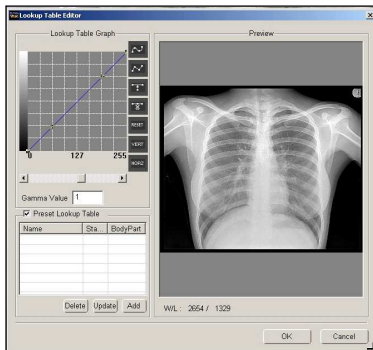 Lookup Table Editor
Lookup Table Graph
RESET
VERT
HORZ
0 127 255
Gamma Value 1
Preset Lookup Table
Name Sta... BodyPart
Delete Update Add
Preview
W/L : 2654 / 1329
OK Cancel